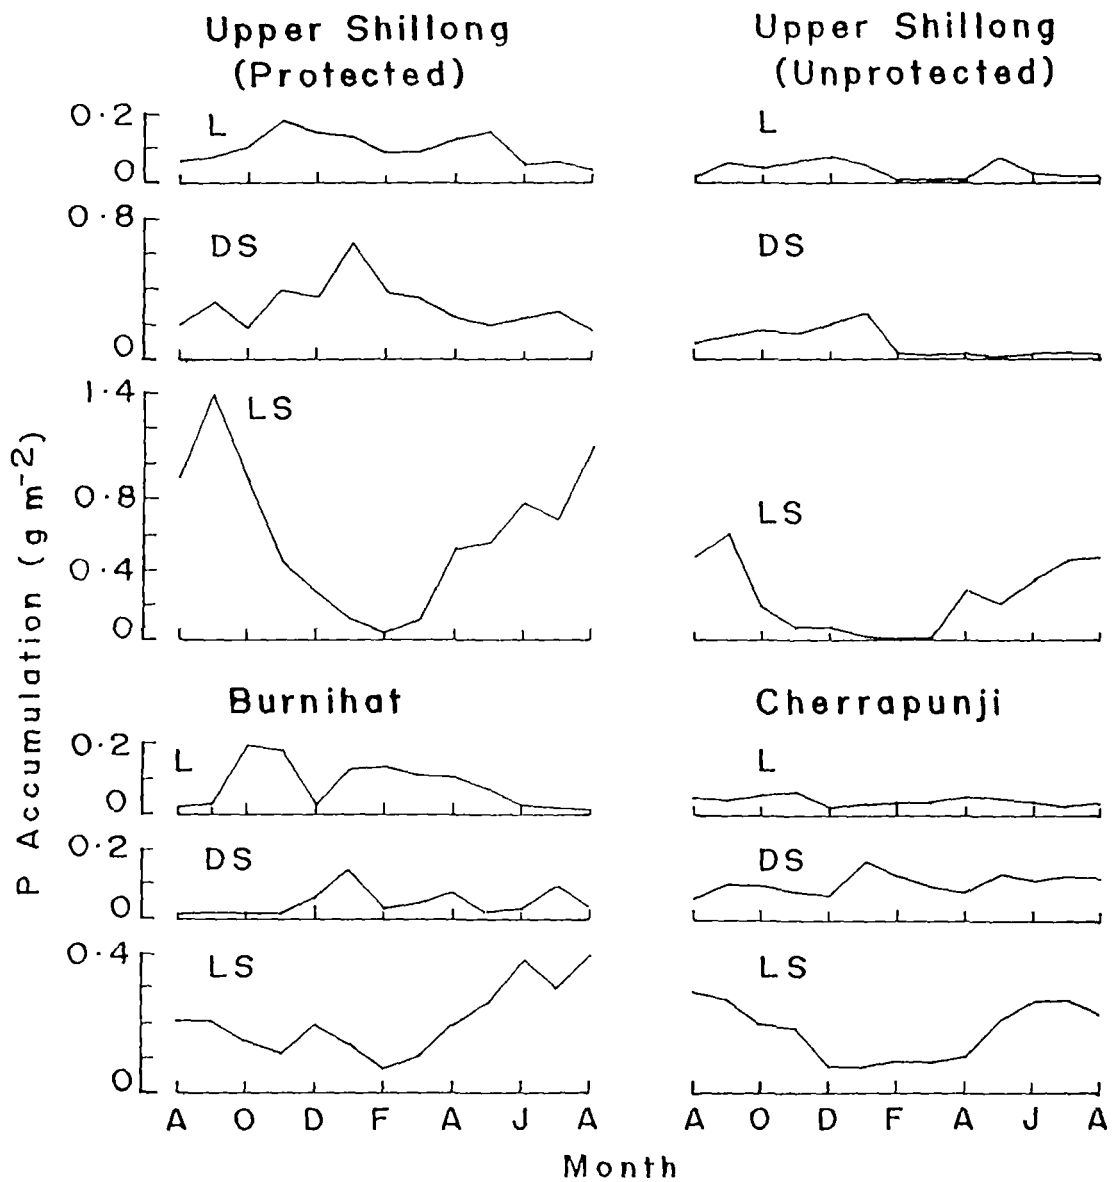 Upper Shillong
(Protected)
Upper Shillong
(Unprotected)
0·2
L
0
L
0·8
DS
0
DS
1·4
LS
0·8
0·4
0
LS
P Accumulation (g m⁻²)
Burnihat
Cherrapunji
0·2
L
0
L
0·2
DS
0
DS
0·4
LS
0
LS
A O D F A J A
A O D F A J A
Month